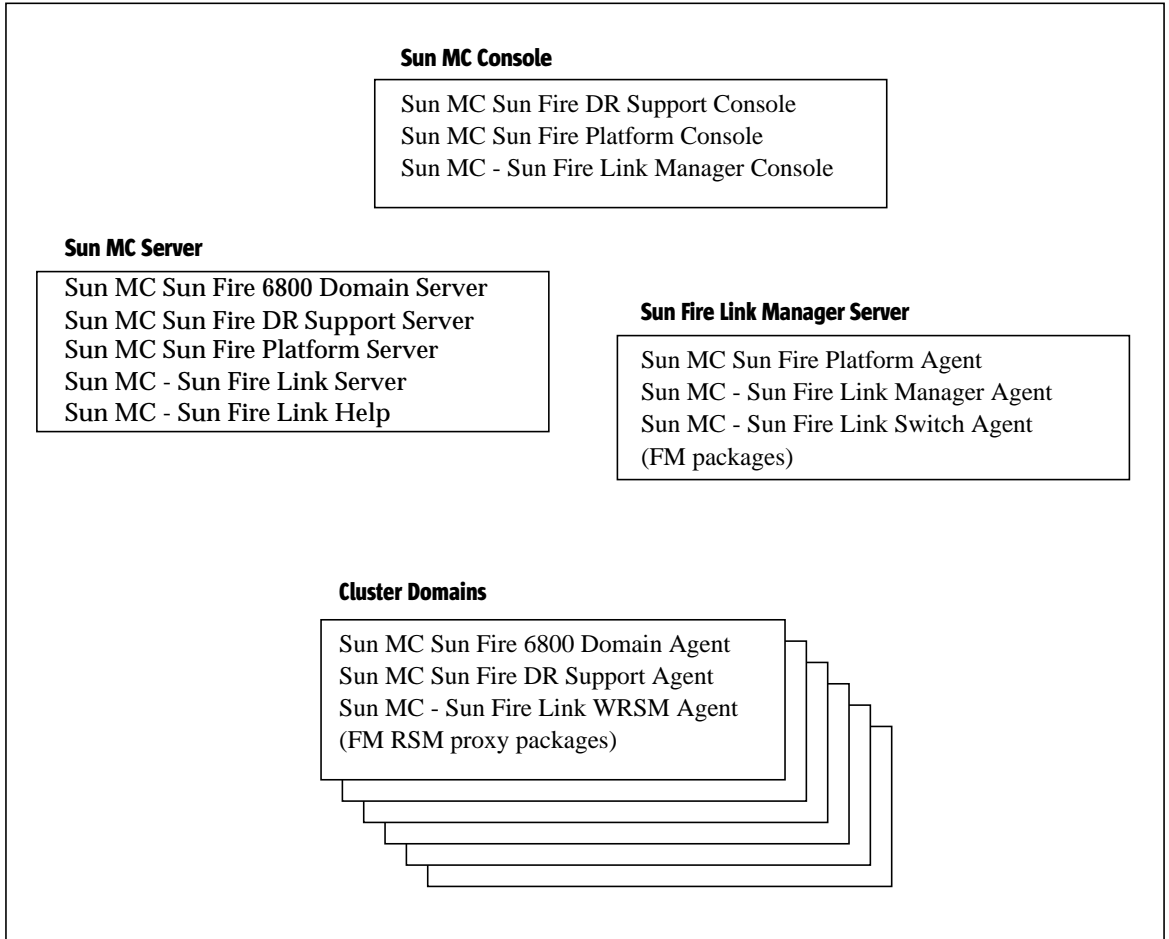 Sun MC Console
Sun MC Sun Fire DR Support Console
Sun MC Sun Fire Platform Console
Sun MC - Sun Fire Link Manager Console
Sun MC Server
Sun MC Sun Fire 6800 Domain Server
Sun MC Sun Fire DR Support Server
Sun MC Sun Fire Platform Server
Sun MC - Sun Fire Link Server
Sun MC - Sun Fire Link Help
Sun Fire Link Manager Server
Sun MC Sun Fire Platform Agent
Sun MC - Sun Fire Link Manager Agent
Sun MC - Sun Fire Link Switch Agent
(FM packages)
Cluster Domains
Sun MC Sun Fire 6800 Domain Agent
Sun MC Sun Fire DR Support Agent
Sun MC - Sun Fire Link WRSM Agent
(FM RSM proxy packages)